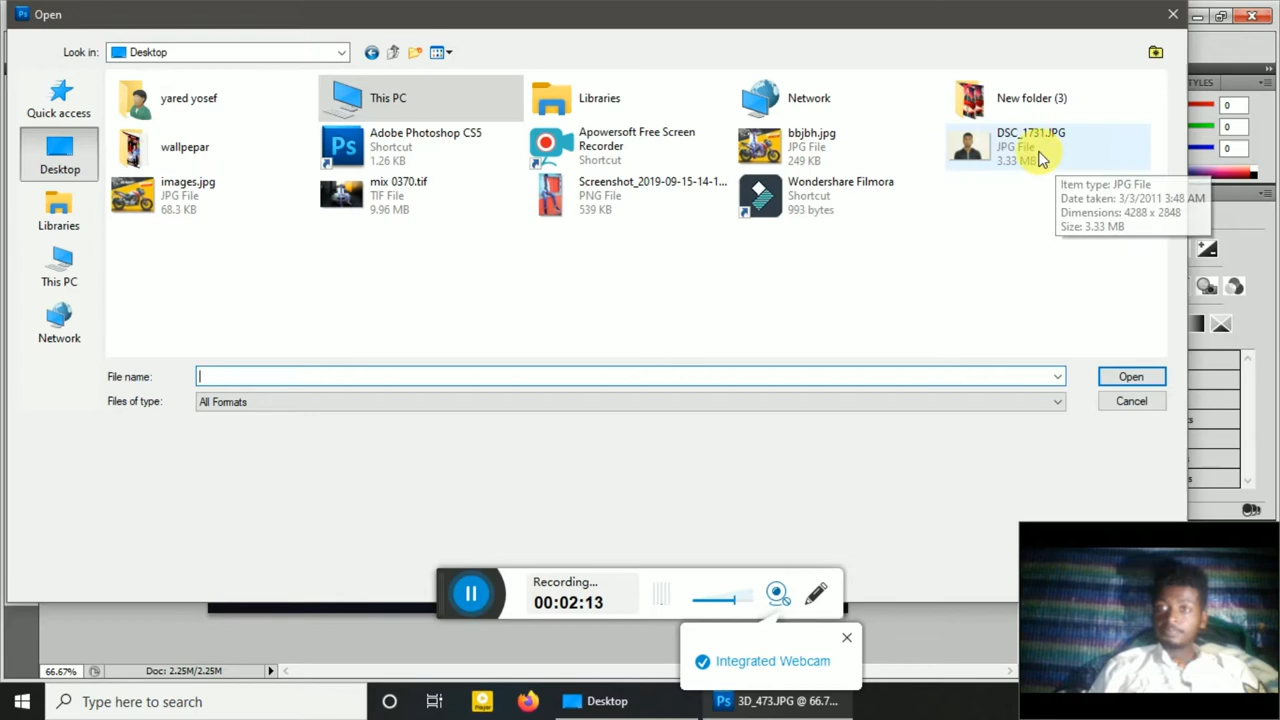 Open
Look in:
Desktop
Quick access
Desktop
Libraries
This PC
Network
yared yosef
This PC
Libraries
Network
New folder (3)
wallpepar
Adobe Photoshop CS5
Shortcut
1.26 KB
Apowersoft Free Screen
Recorder
Shortcut
bbjbh.jpg
JPG File
249 KB
DSC_1731.JPG
JPG File
3.33 MB
images.jpg
JPG File
68.3 KB
mix 0370.tif
TIF File
9.96 MB
Screenshot_2019-09-15-14-1...
PNG File
539 KB
Wondershare Filmora
Shortcut
993 bytes
Item type: JPG File
Date taken: 3/3/2011 3:48 AM
Dimensions: 4288 x 2848
Size: 3.33 MB
File name:
Open
Files of type:
All Formats
Cancel
STYLES
0
0
0
Recording...
00:02:13
Integrated Webcam
66.67%
Doc: 2.25M/2.25M
Type here to search
Player
Desktop
Ps
3D_473.JPG @ 66.7...